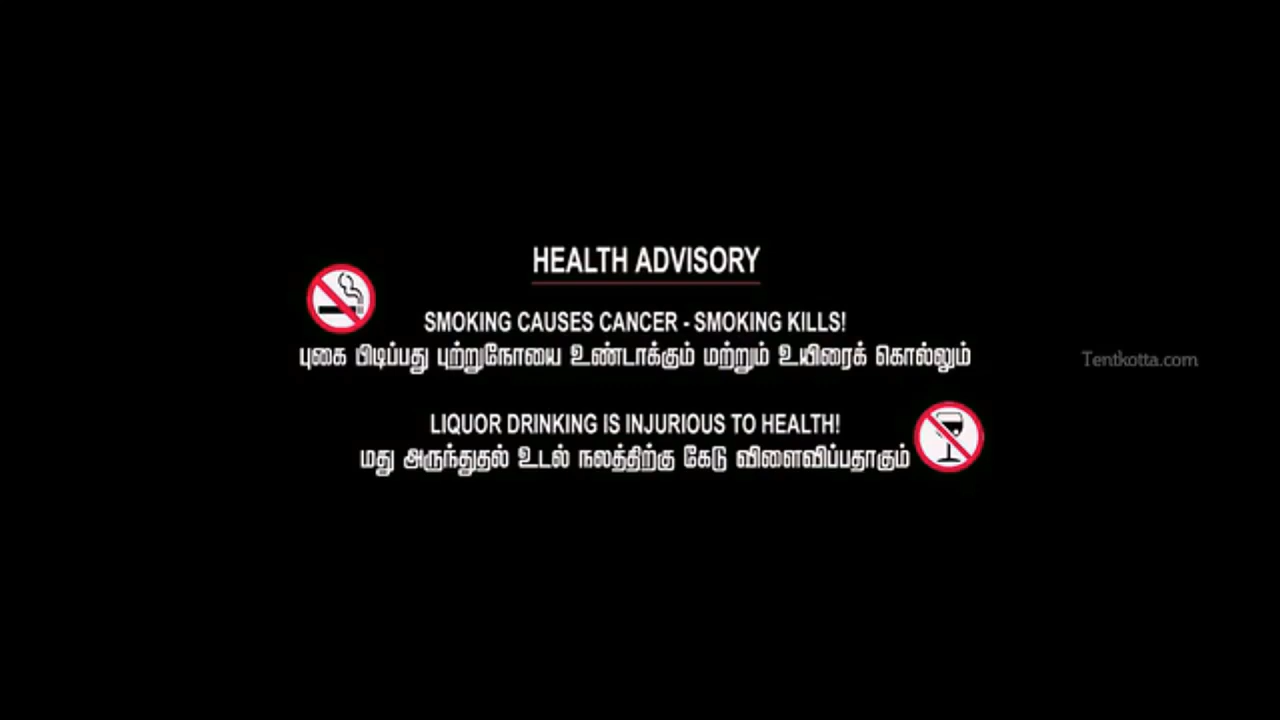 HEALTH ADVISORY
SMOKING CAUSES CANCER - SMOKING KILLS!
புகை பிடிப்பது புற்றுநோயை உண்டாக்கும் மற்றும் உயிரைக் கொல்லும்
Tentkotta.com
LIQUOR DRINKING IS INJURIOUS TO HEALTH!
மது அருந்துதல் உடல் நலத்திற்கு கேடு விளைவிப்பதாகும்